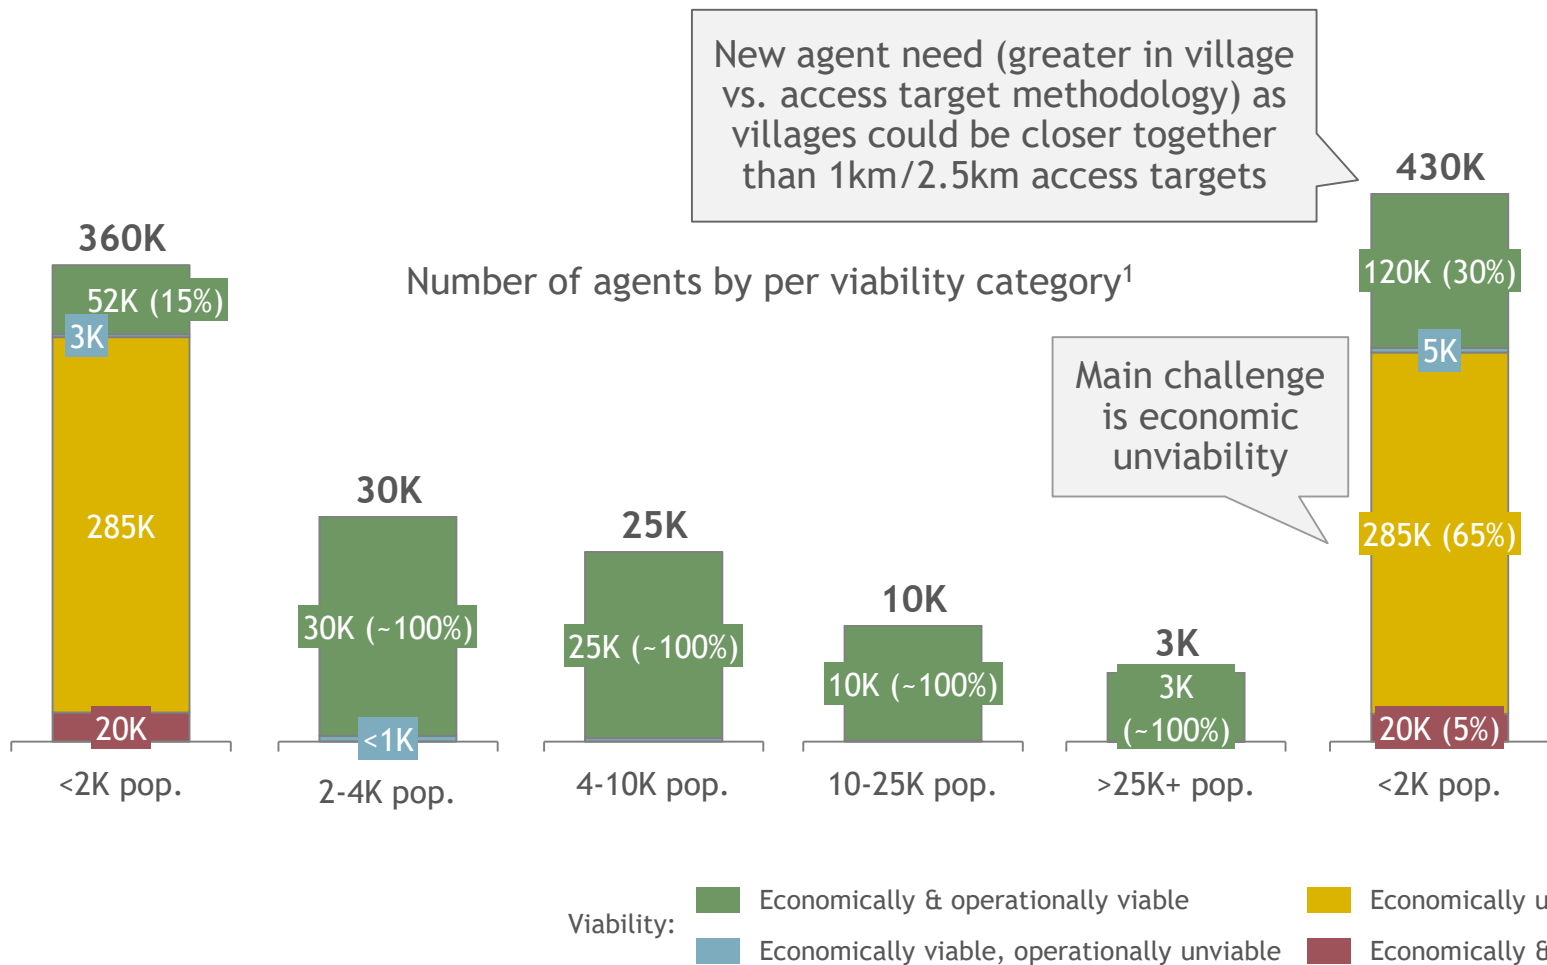 New agent need (greater in village
vs. access target methodology) as
villages could be closer together
than 1km/2.5km access targets
Number of agents by per viability category¹
360K
52K (15%)
3K
285K
20K
<2K pop.
30K
30K (~100%)
<1K
2-4K pop.
25K
25K (~100%)
4-10K pop.
10K
10K (~100%)
10-25K pop.
3K
3K
(~100%)
>25K+ pop.
430K
120K (30%)
5K
Main challenge
is economic
unviability
285K (65%)
20K (5%)
<2K pop.
Viability:
Economically & operationally viable
Economically u
Economically viable, operationally unviable
Economically &